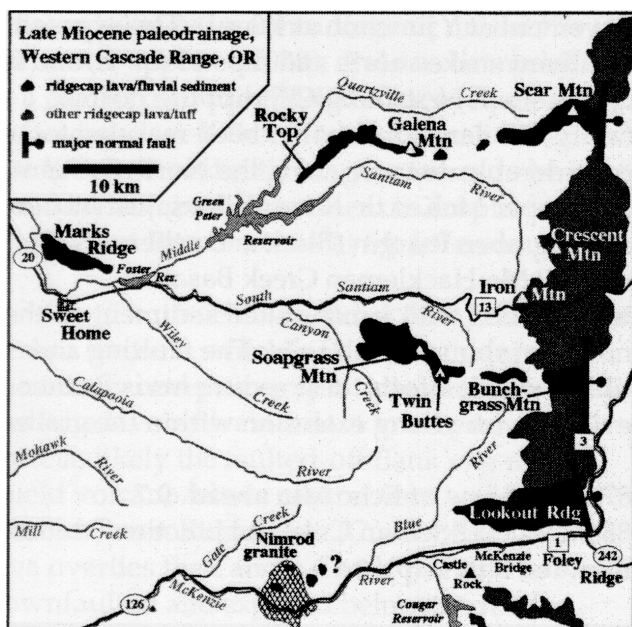 Late Miocene paleodrainage,
Western Cascade Range, OR
ridgecap lava/fluvial sediment
other ridgecap lava/tuff
major normal fault
10 km
Quartzville Creek
Scar Mtn
Rocky
Top
Galena
Mtn
Santiam
River
Green
Peter
Reservoir
Middle
Crescent
Mtn
Marks
Ridge
20
Foster
Res.
Sweet
Home
South Santiam
River
Iron
Mtn
13
Canyon
Creek
Wiley
Creek
Soapgrass
Mtn
Twin
Buttes
Bunch-
grass Mtn
Calapooia
River
Mohawk
River
3
Mill Creek
Gate Creek
Blue
River
Lookout Rdg
Nimrod
granite
?
1
Foley
Ridge
242
McKenzie
Bridge
Castle
Rock
126
McKenzie
River
Cougar
Reservoir